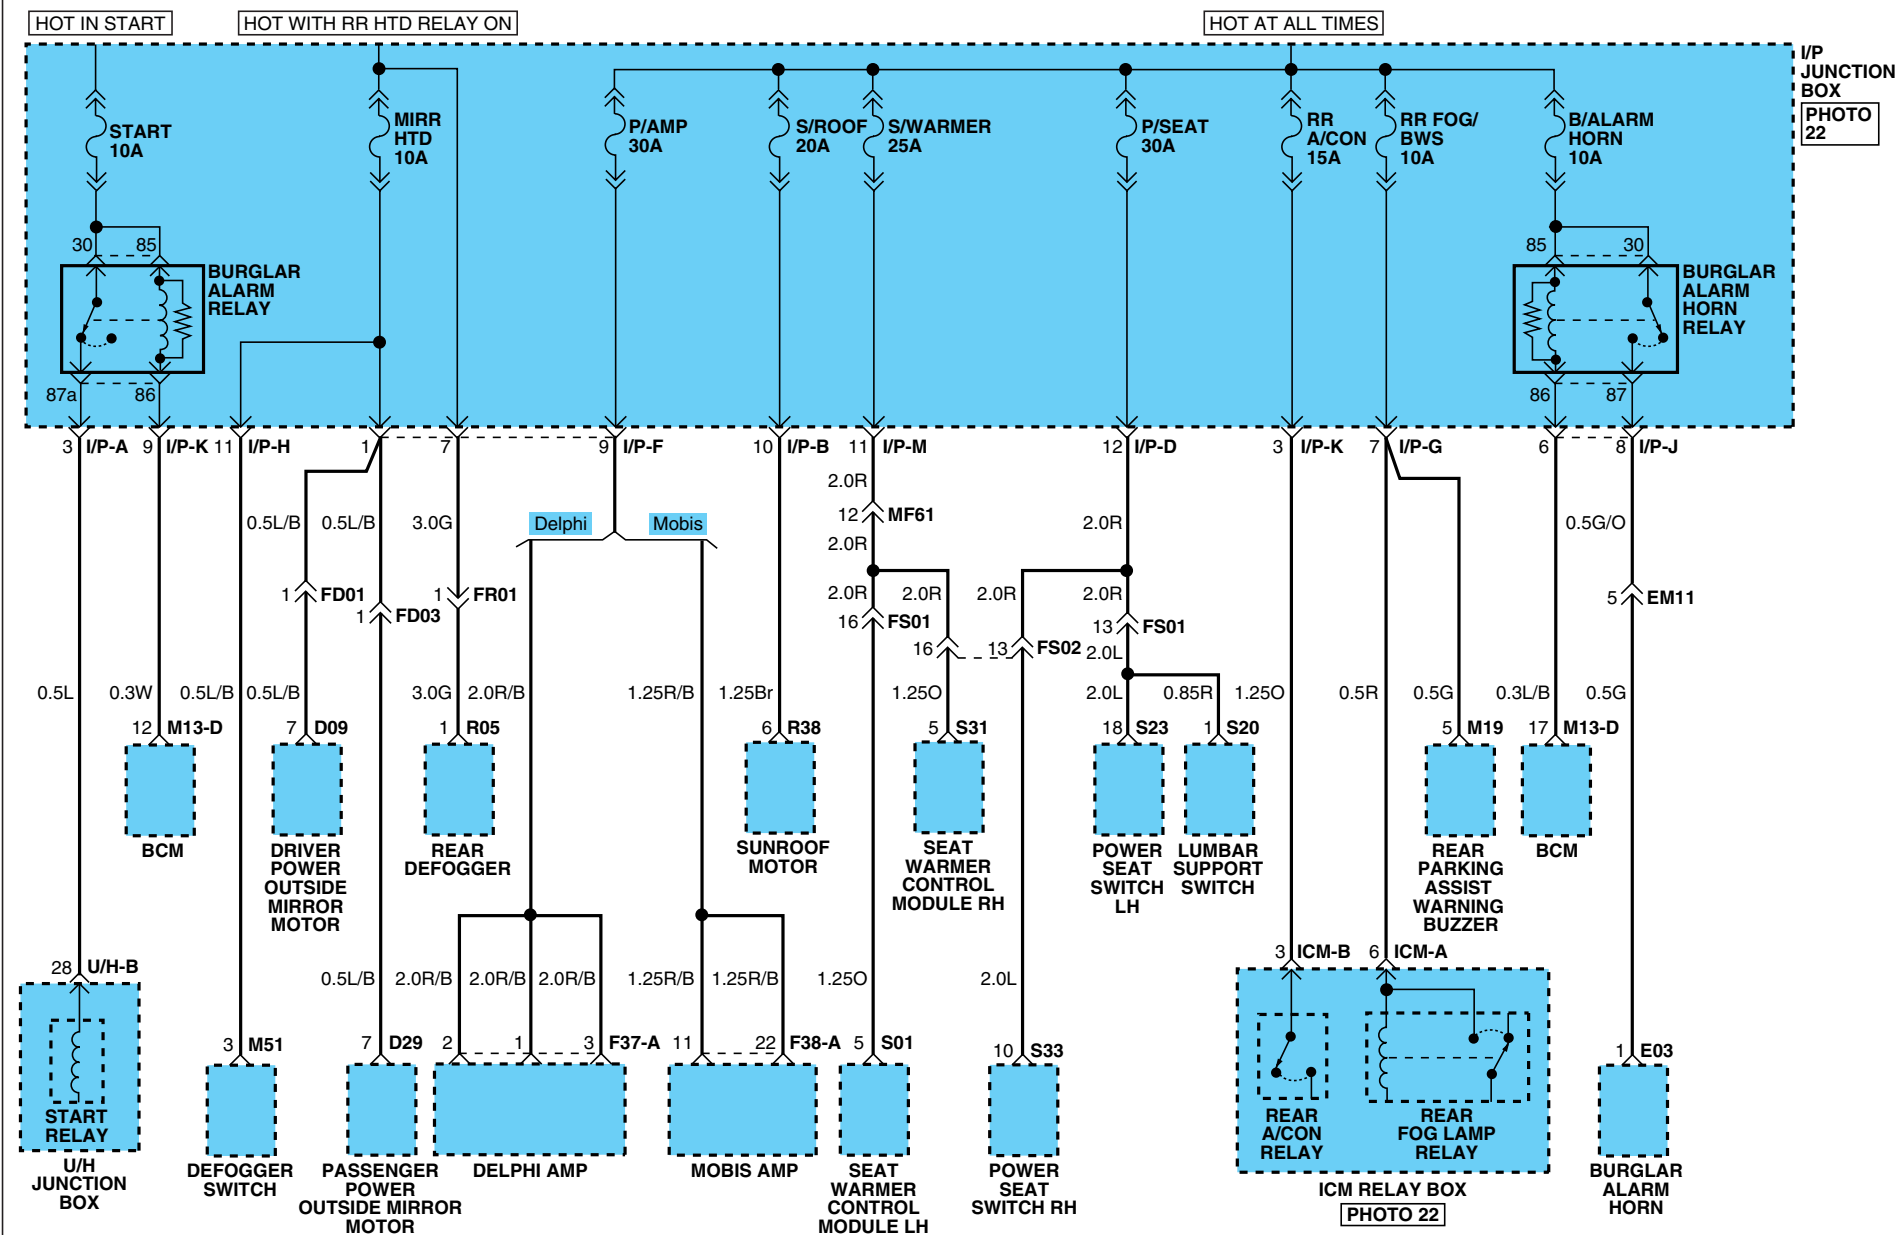 HOT IN START
HOT WITH RR HTD RELAY ON
HOT AT ALL TIMES
I/P
JUNCTION
BOX
PHOTO
22
START
10A
MIRR
HTD
10A
P/AMP
30A
S/ROOF
20A
S/WARMER
25A
P/SEAT
30A
RR
A/CON
15A
RR FOG/
BWS
10A
B/ALARM
HORN
10A
30 85
BURGLAR
ALARM
RELAY
87a 86
85 30
BURGLAR
ALARM
HORN
RELAY
86 87
3 I/P-A 9 I/P-K 11 I/P-H 1 7 9 I/P-F 10 I/P-B 11 I/P-M 12 I/P-D 3 I/P-K 7 I/P-G 6 8 I/P-J
2.0R
12 MF61
2.0R
0.5L/B 0.5L/B 3.0G Delphi Mobis 2.0R 0.5G/O
1 FD01 1 FD03 1 FR01
2.0R 2.0R 2.0R 2.0R
16 FS01 13 FS01 5 EM11
16 13 FS02
2.0L
0.5L 0.3W 0.5L/B 0.5L/B 3.0G 2.0R/B 1.25R/B 1.25Br 1.25O 2.0L 0.85R 1.25O 0.5R 0.5G 0.3L/B 0.5G
12 M13-D 7 D09 1 R05 6 R38 5 S31 18 S23 1 S20 5 M19 17 M13-D
BCM
DRIVER
POWER
OUTSIDE
MIRROR
MOTOR
REAR
DEFOGGER
SUNROOF
MOTOR
SEAT
WARMER
CONTROL
MODULE RH
POWER
SEAT
SWITCH
LH
LUMBAR
SUPPORT
SWITCH
REAR
PARKING
ASSIST
WARNING
BUZZER
BCM
28 U/H-B 3 ICM-B 6 ICM-A
0.5L/B 2.0R/B 2.0R/B 2.0R/B 1.25R/B 1.25R/B 1.25O 2.0L
3 M51 7 D29 2 1 3 F37-A 11 22 F38-A 5 S01 10 S33 1 E03
START
RELAY
U/H
JUNCTION
BOX
DEFOGGER
SWITCH
PASSENGER
POWER
OUTSIDE MIRROR
MOTOR
DELPHI AMP
MOBIS AMP
SEAT
WARMER
CONTROL
MODULE LH
POWER
SEAT
SWITCH RH
REAR
A/CON
RELAY
REAR
FOG LAMP
RELAY
ICM RELAY BOX
PHOTO 22
BURGLAR
ALARM
HORN